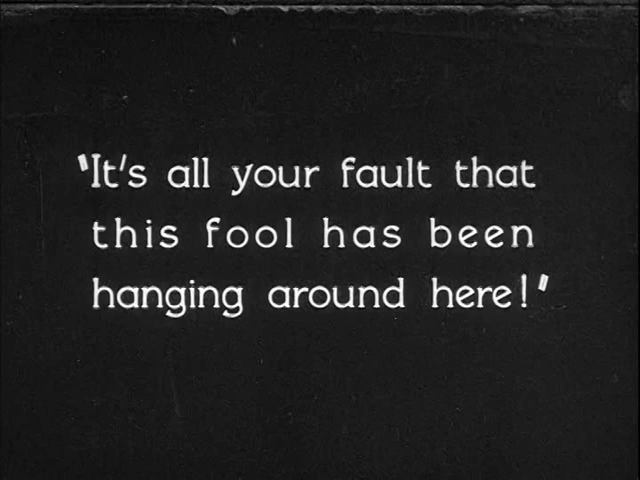 "It's all your fault that
this fool has been
hanging around here!"